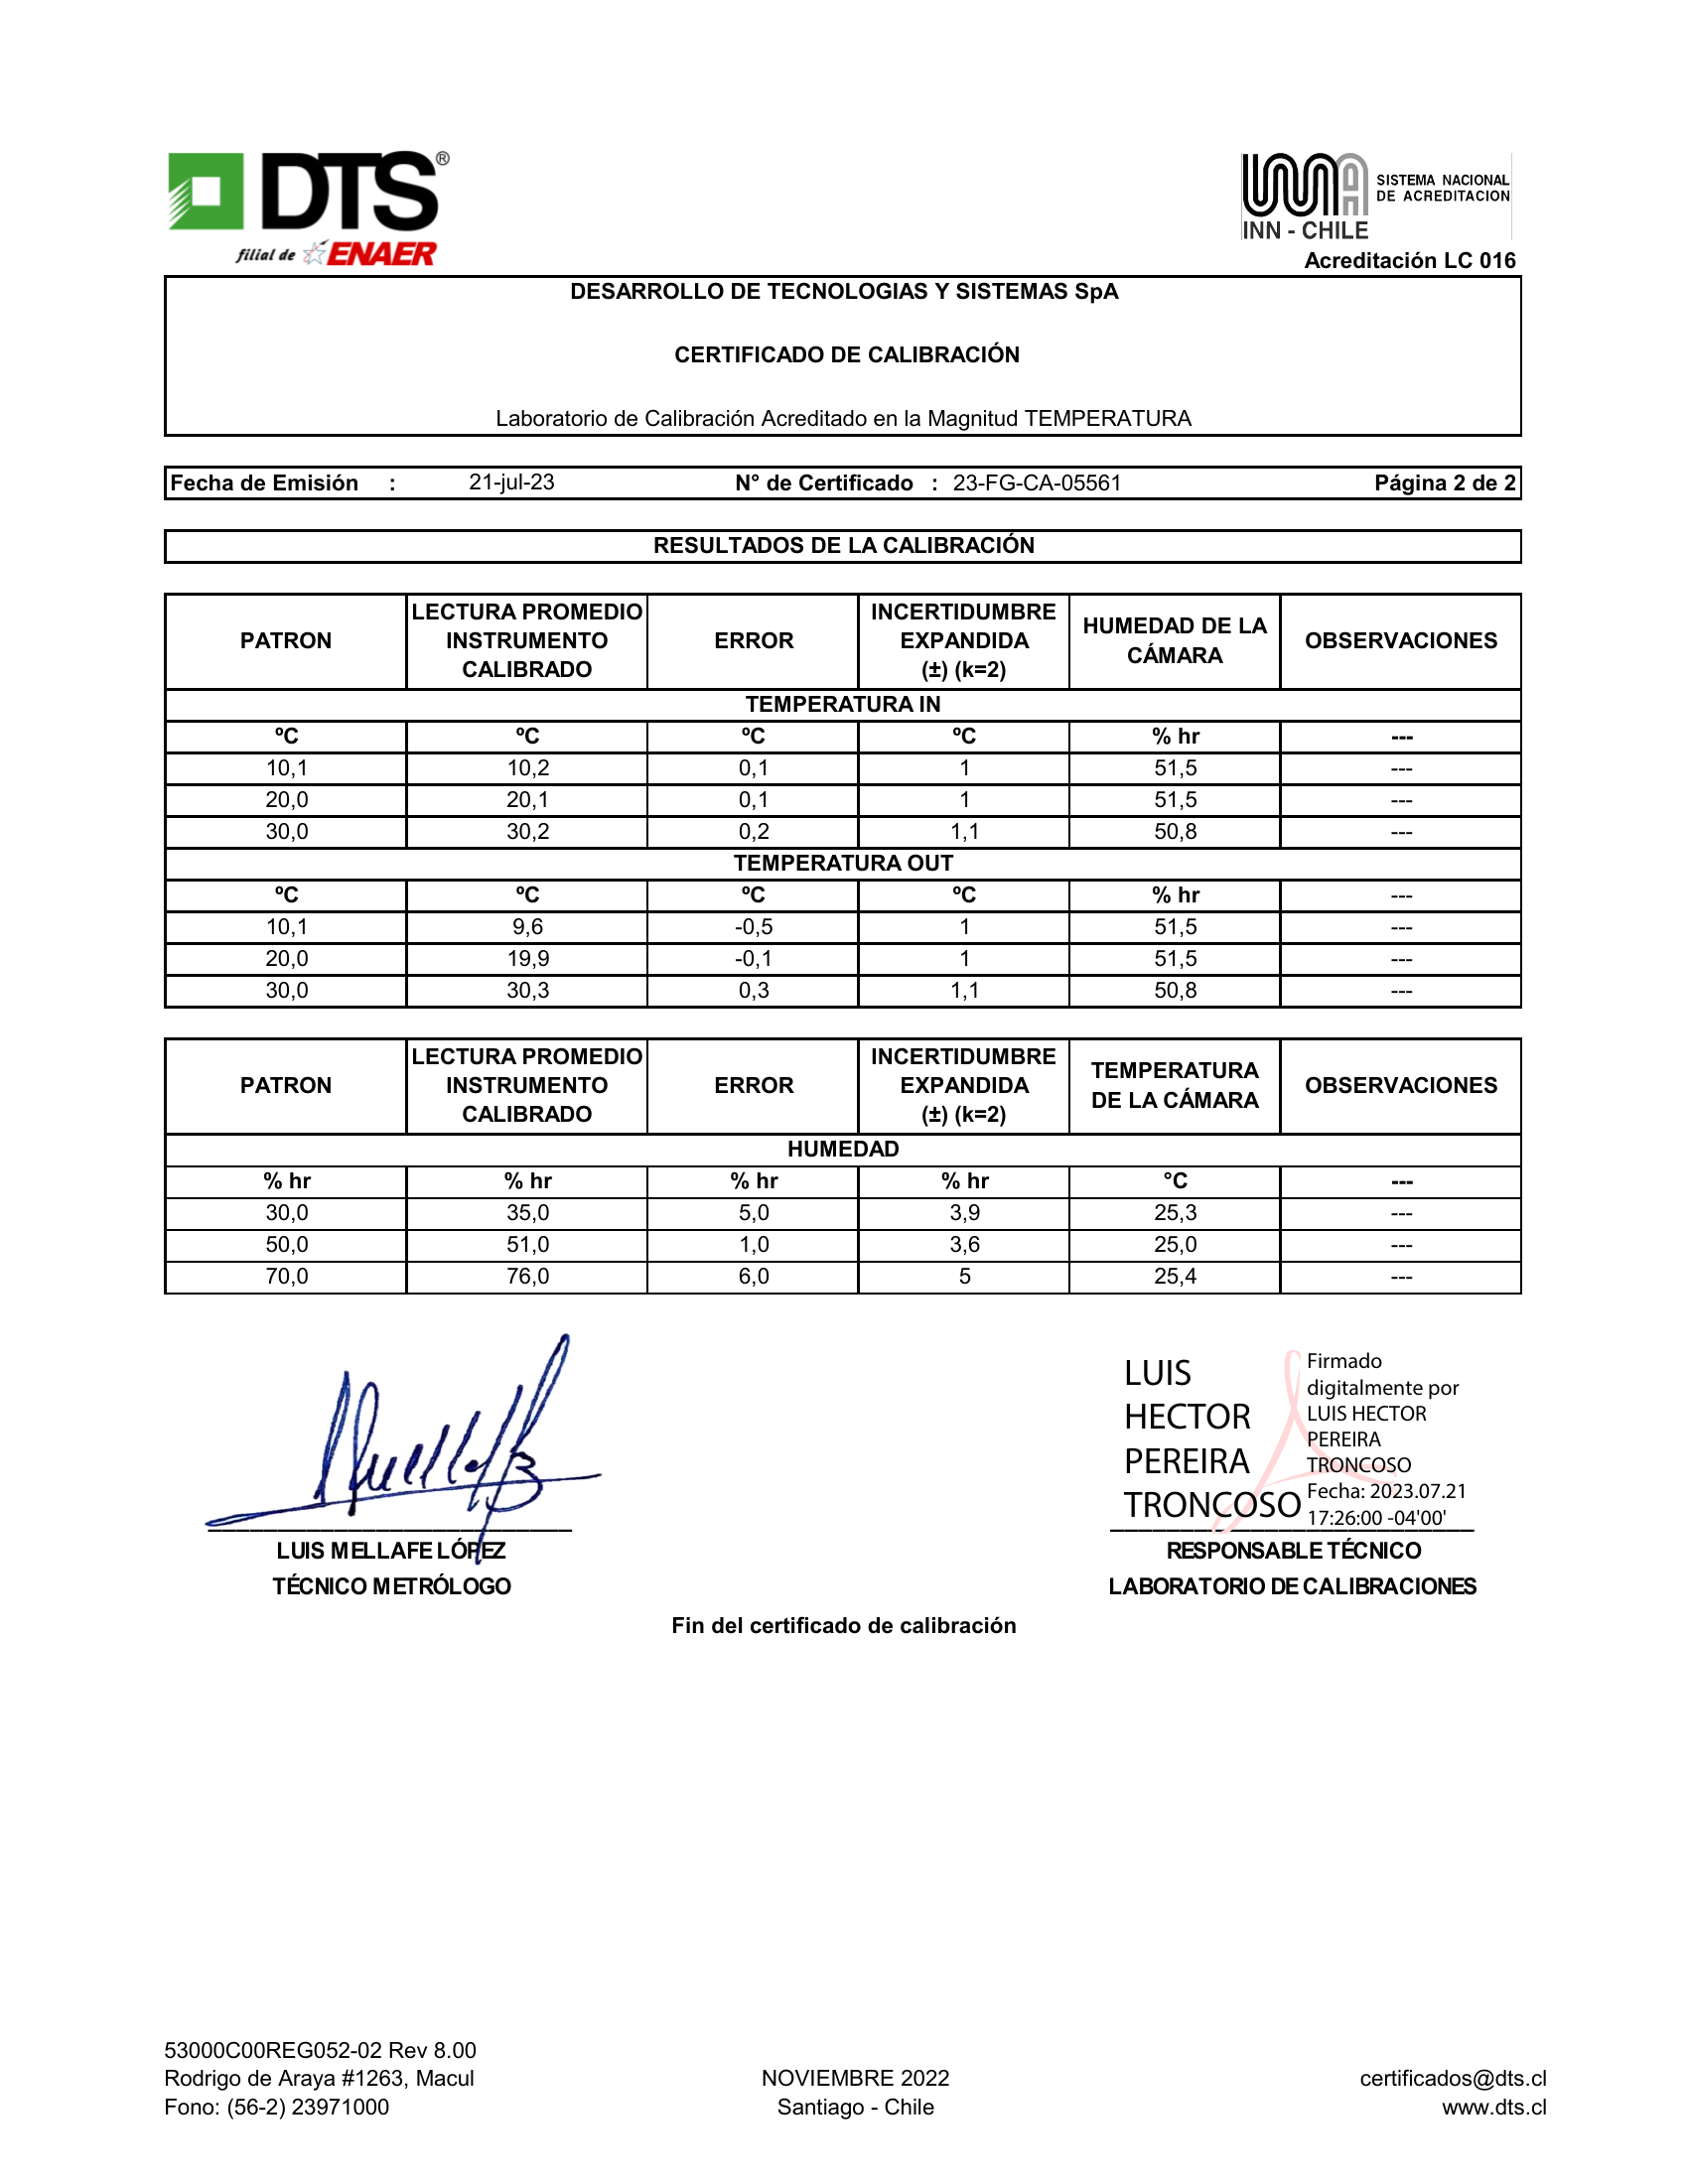 DTS®
filial de ENAER
SISTEMA NACIONAL
DE ACREDITACION
INN - CHILE
Acreditación LC 016
DESARROLLO DE TECNOLOGIAS Y SISTEMAS SpA
CERTIFICADO DE CALIBRACIÓN
Laboratorio de Calibración Acreditado en la Magnitud TEMPERATURA
Fecha de Emisión : 21-jul-23 N° de Certificado : 23-FG-CA-05561 Página 2 de 2
RESULTADOS DE LA CALIBRACIÓN
PATRON LECTURA PROMEDIO INSTRUMENTO CALIBRADO ERROR INCERTIDUMBRE EXPANDIDA (±) (k=2) HUMEDAD DE LA CÁMARA OBSERVACIONES
TEMPERATURA IN
ºC ºC ºC ºC % hr ---
10,1 10,2 0,1 1 51,5 ---
20,0 20,1 0,1 1 51,5 ---
30,0 30,2 0,2 1,1 50,8 ---
TEMPERATURA OUT
ºC ºC ºC ºC % hr ---
10,1 9,6 -0,5 1 51,5 ---
20,0 19,9 -0,1 1 51,5 ---
30,0 30,3 0,3 1,1 50,8 ---
PATRON LECTURA PROMEDIO INSTRUMENTO CALIBRADO ERROR INCERTIDUMBRE EXPANDIDA (±) (k=2) TEMPERATURA DE LA CÁMARA OBSERVACIONES
HUMEDAD
% hr % hr % hr % hr °C ---
30,0 35,0 5,0 3,9 25,3 ---
50,0 51,0 1,0 3,6 25,0 ---
70,0 76,0 6,0 5 25,4 ---
LUIS
HECTOR
PEREIRA
TRONCOSO
Firmado
digitalmente por
LUIS HECTOR
PEREIRA
TRONCOSO
Fecha: 2023.07.21
17:26:00 -04'00'
LUIS MELLAFE LÓPEZ
TÉCNICO METRÓLOGO
RESPONSABLE TÉCNICO
LABORATORIO DE CALIBRACIONES
Fin del certificado de calibración
53000C00REG052-02 Rev 8.00
Rodrigo de Araya #1263, Macul NOVIEMBRE 2022 certificados@dts.cl
Fono: (56-2) 23971000 Santiago - Chile www.dts.cl